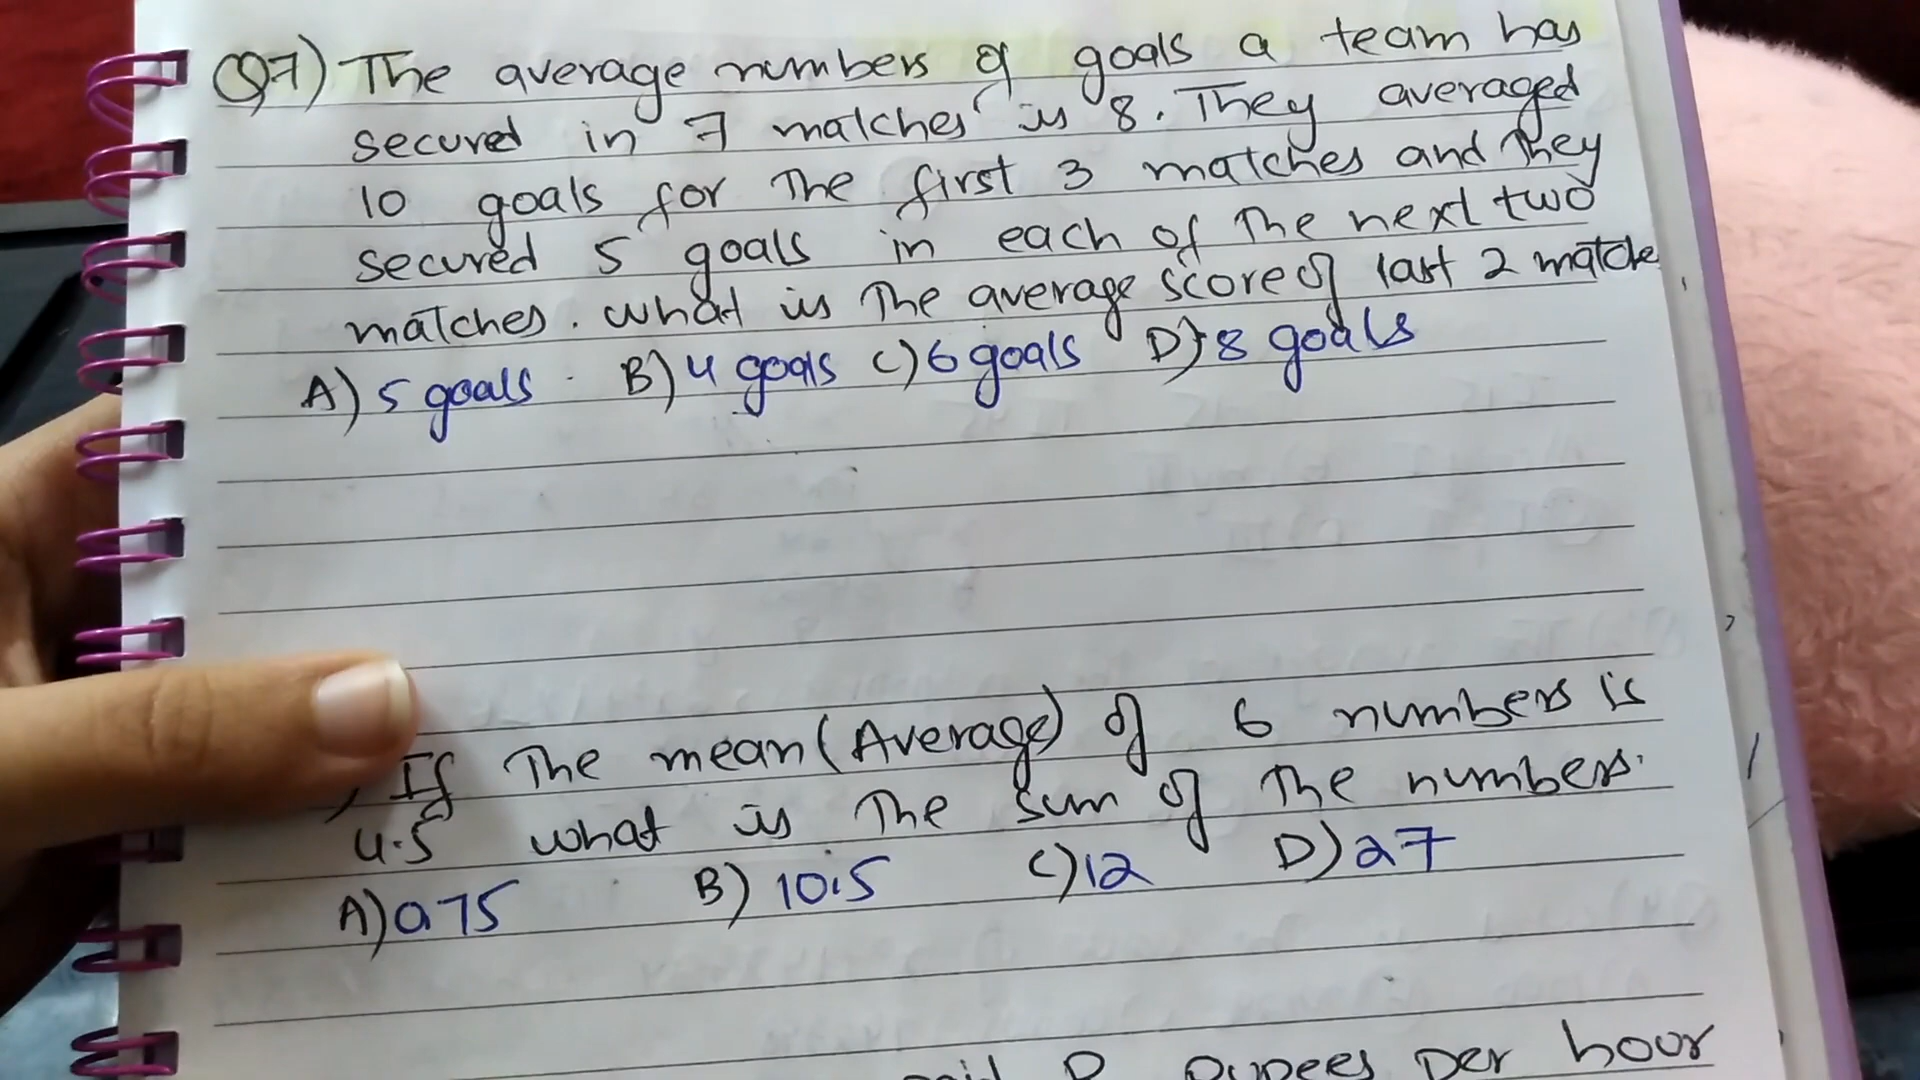 Q7) The average numbers of goals a team has
secured in 7 matches is 8. They averaged
10 goals for The first 3 matches and They
secured 5 goals in each of The next two
matches. what is The average score of last 2 matche
A) 5 goals B) 4 goals C) 6 goals D) 8 goals
If The mean (Average) of 6 numbers is
4.5 what is The sum of The numbers.
A) 0.75 B) 10.5 C) 12 D) 27
Rupees Per hour